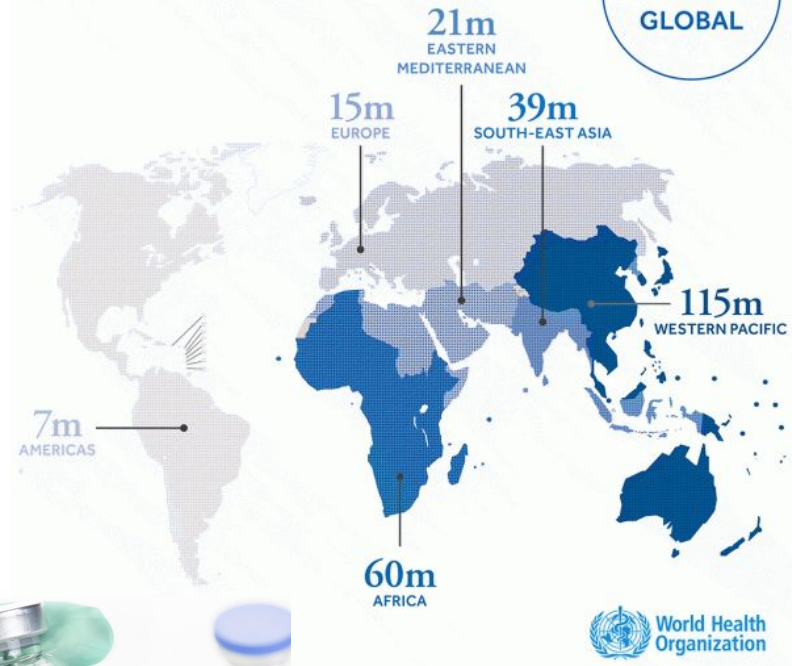 GLOBAL
21m
EASTERN
MEDITERRANEAN
15m
EUROPE
39m
SOUTH-EAST ASIA
115m
WESTERN PACIFIC
7m
AMERICAS
60m
AFRICA
World Health
Organization